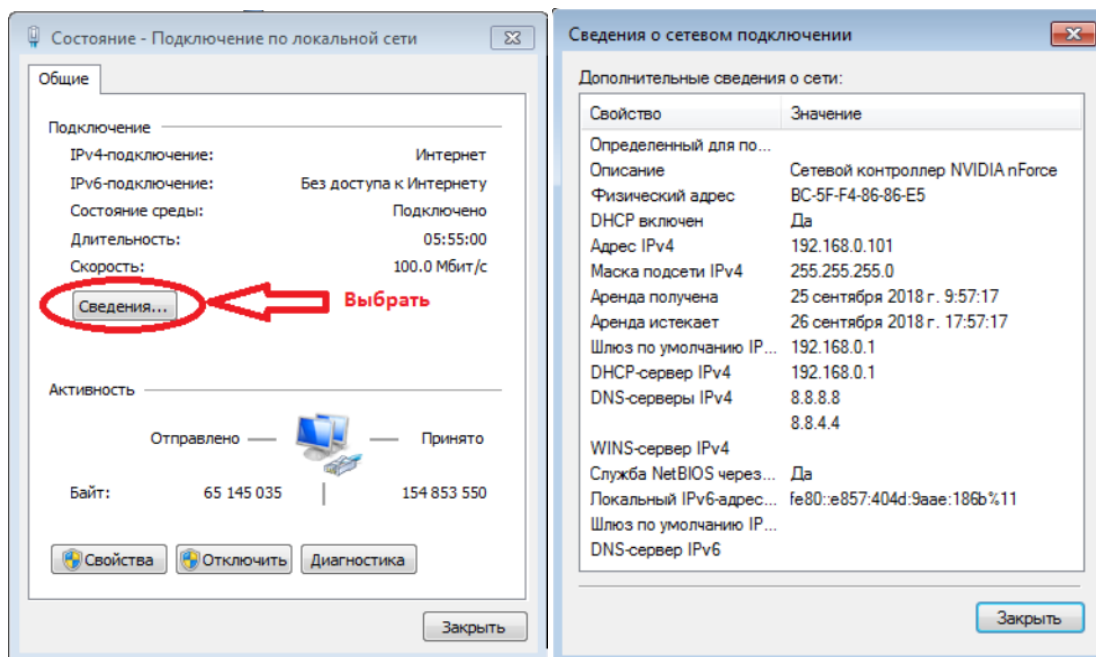 Состояние - Подключение по локальной сети
Общие
Подключение
IPv4-подключение: Интернет
IPv6-подключение: Без доступа к Интернету
Состояние среды: Подключено
Длительность: 05:55:00
Скорость: 100.0 Мбит/с
Сведения...
Выбрать
Активность
Отправлено — — Принято
Байт: 65 145 035 | 154 853 550
Свойства Отключить Диагностика
Закрыть
Сведения о сетевом подключении
Дополнительные сведения о сети:
Свойство Значение
Определенный для по...
Описание Сетевой контроллер NVIDIA nForce
Физический адрес BC-5F-F4-86-86-E5
DHCP включен Да
Адрес IPv4 192.168.0.101
Маска подсети IPv4 255.255.255.0
Аренда получена 25 сентября 2018 г. 9:57:17
Аренда истекает 26 сентября 2018 г. 17:57:17
Шлюз по умолчанию IP... 192.168.0.1
DHCP-сервер IPv4 192.168.0.1
DNS-серверы IPv4 8.8.8.8
8.8.4.4
WINS-сервер IPv4
Служба NetBIOS через... Да
Локальный IPv6-адрес... fe80::e857:404d:9aae:186b%11
Шлюз по умолчанию IP...
DNS-сервер IPv6
Закрыть